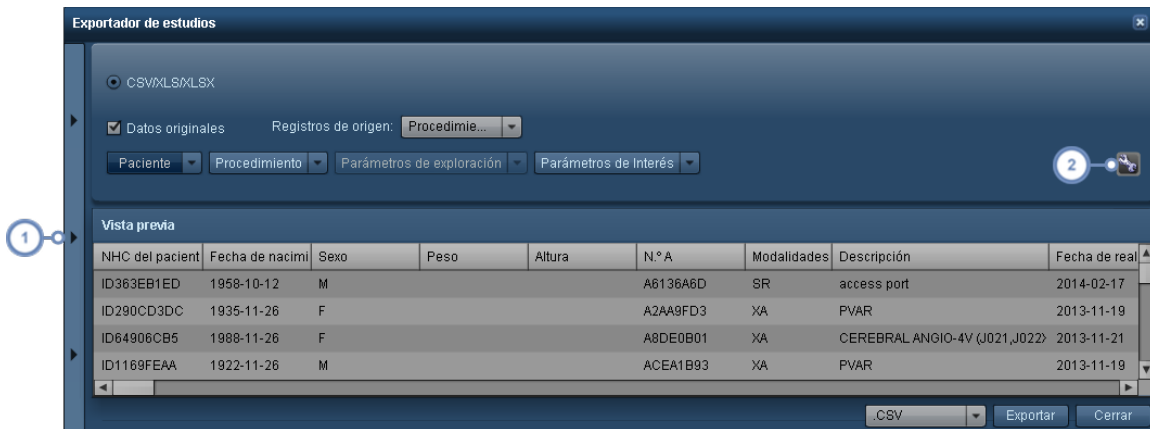 Exportador de estudios
CSV/XLS/XLSX
Datos originales Registros de origen: Procedimie...
Paciente Procedimiento Parámetros de exploración Parámetros de Interés
2
1
Vista previa
NHC del pacient Fecha de nacimi Sexo Peso Altura N.º A Modalidades Descripción Fecha de real
ID363EB1ED 1958-10-12 M A6136A6D SR access port 2014-02-17
ID290CD3DC 1935-11-26 F A2AA9FD3 XA PVAR 2013-11-19
ID64906CB5 1988-11-26 F A8DE0B01 XA CEREBRAL ANGIO-4V (J021,J022) 2013-11-21
ID1169FEAA 1922-11-26 M ACEA1B93 XA PVAR 2013-11-19
.CSV Exportar Cerrar